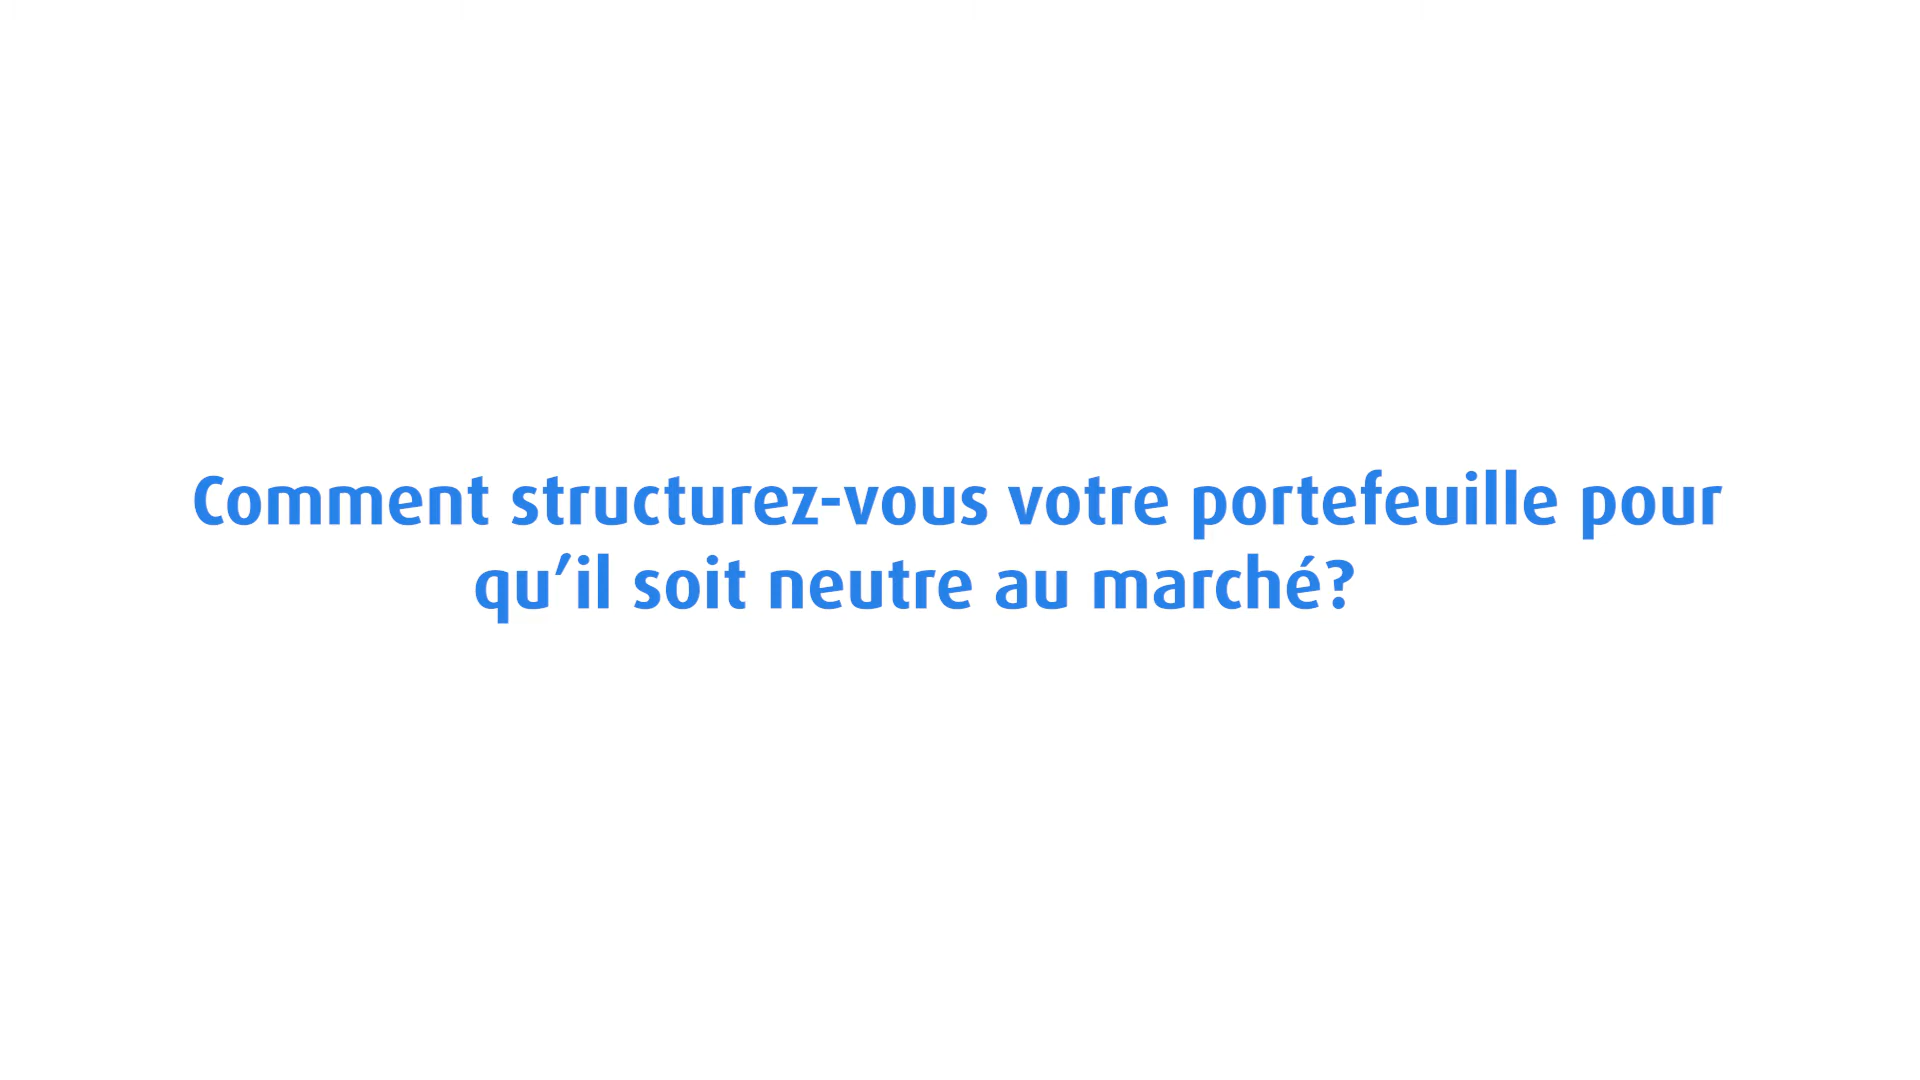 Comment structurez-vous votre portefeuille pour
qu’il soit neutre au marché?